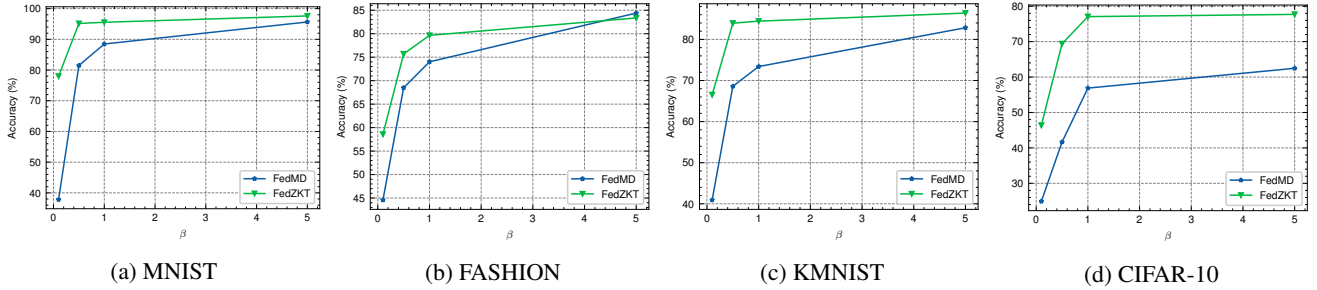 100
90
80
70
60
50
40
Accuracy (%)
0
1
2
3
4
5
β
FedMD
FedZKT
(a) MNIST
85
80
75
70
65
60
55
50
45
Accuracy (%)
0
1
2
3
4
5
β
FedMD
FedZKT
(b) FASHION
80
70
60
50
40
Accuracy (%)
0
1
2
3
4
5
β
FedMD
FedZKT
(c) KMNIST
80
70
60
50
40
30
Accuracy (%)
0
1
2
3
4
5
β
FedMD
FedZKT
(d) CIFAR-10